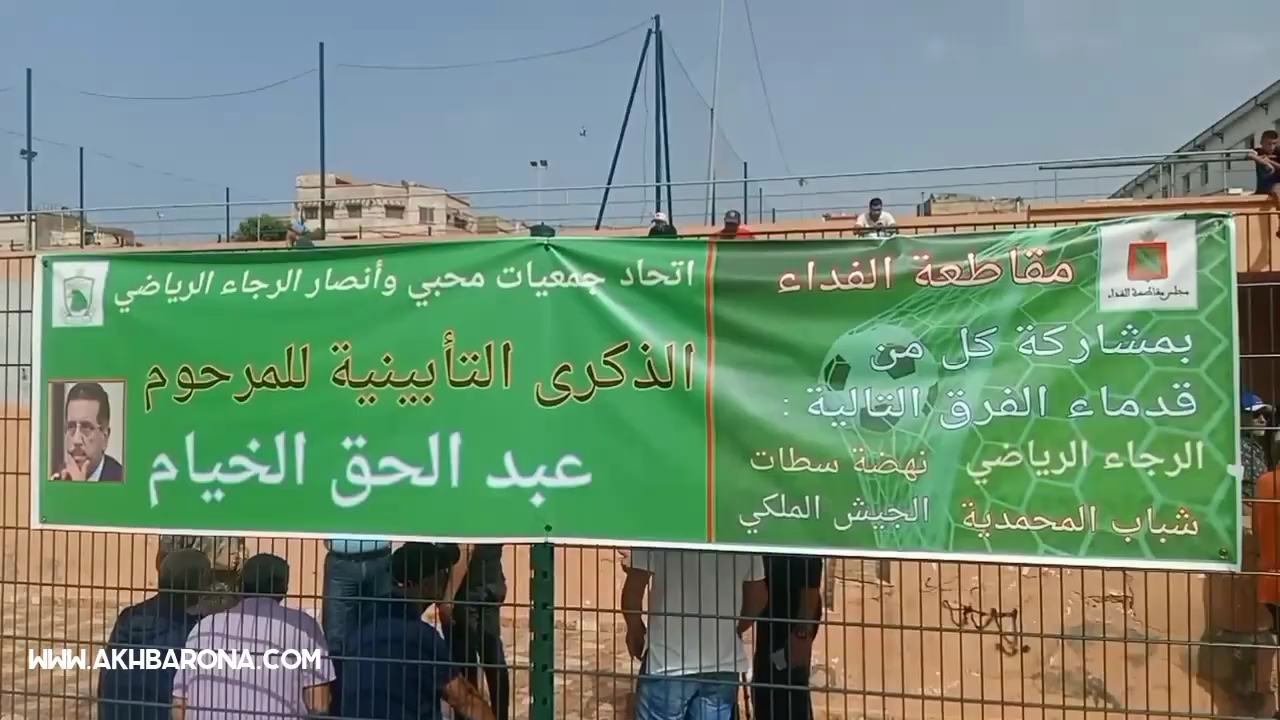 مقاطعة الفداء
مجلس مقاطعة الفداء
بمشاركة كل من
قدماء الفرق التالية :
الرجاء الرياضي نهضة سطات
شباب المحمدية الجيش الملكي
اتحاد جمعيات محبي وأنصار الرجاء الرياضي
الذكرى التأبينية للمرحوم
عبد الحق الخيام
WWW.AKHBARONA.COM